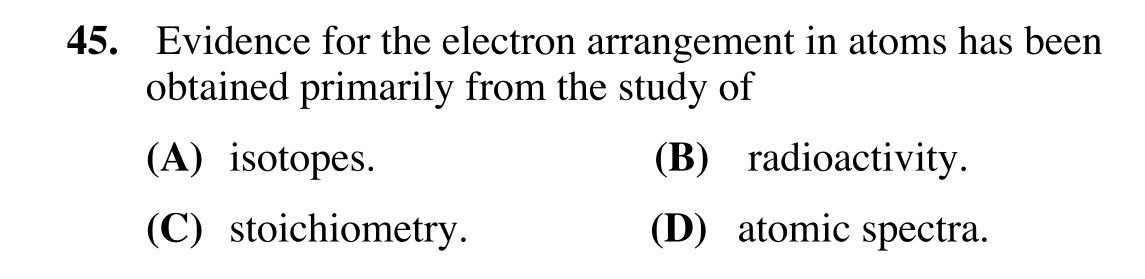 45. Evidence for the electron arrangement in atoms has been
obtained primarily from the study of
(A) isotopes. (B) radioactivity.
(C) stoichiometry. (D) atomic spectra.